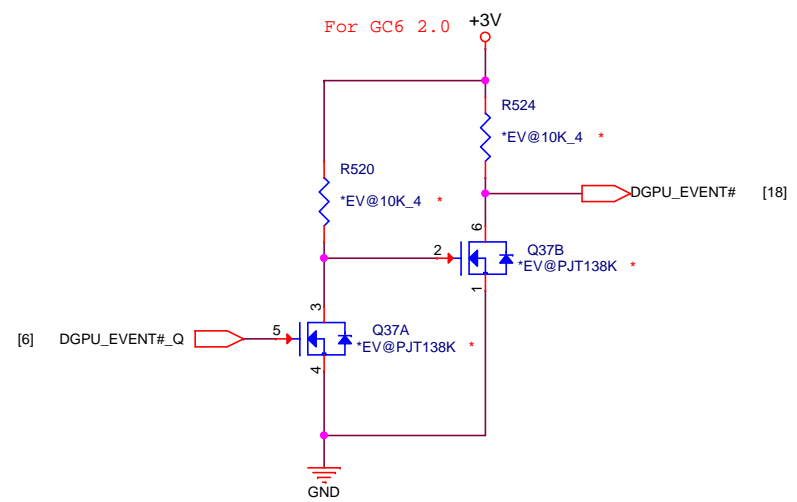 For GC6 2.0
+3V
R524
*EV@10K_4 *
R520
*EV@10K_4 *
DGPU_EVENT# [18]
6
2
Q37B
*EV@PJT138K *
1
3
[6] DGPU_EVENT#_Q
5
Q37A
*EV@PJT138K *
4
GND